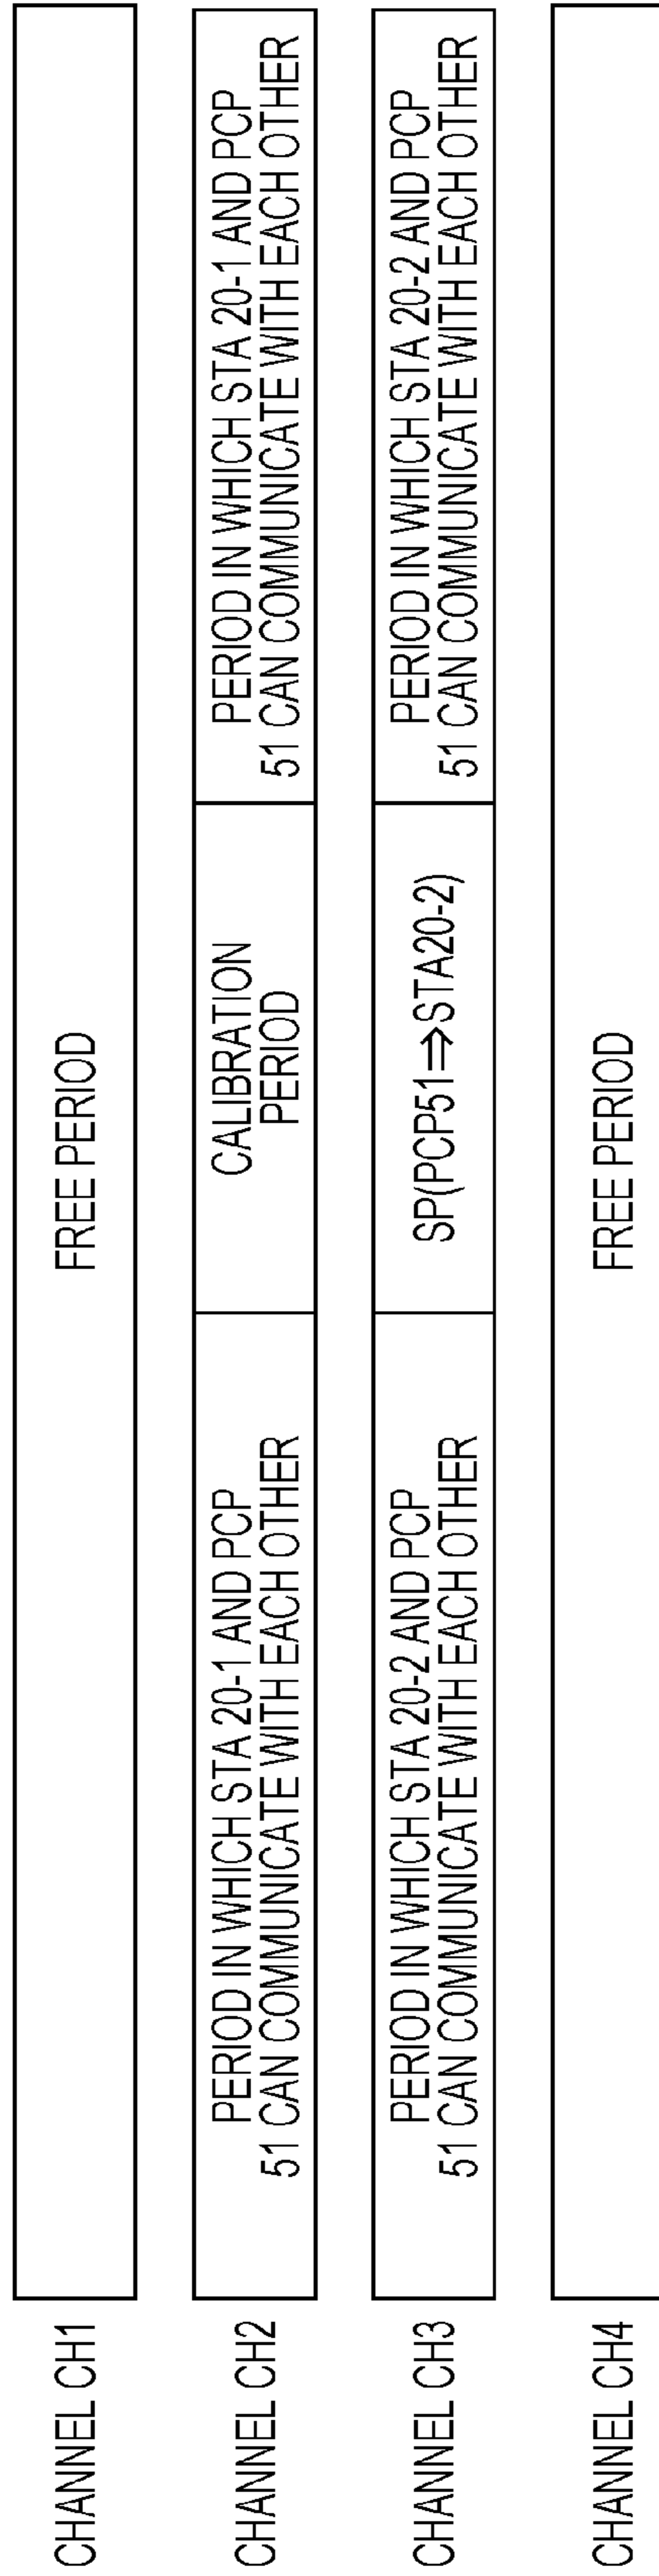 CHANNEL CH1
FREE PERIOD
CHANNEL CH2
PERIOD IN WHICH STA 20-1 AND PCP
51 CAN COMMUNICATE WITH EACH OTHER
CALIBRATION
PERIOD
PERIOD IN WHICH STA 20-1 AND PCP
51 CAN COMMUNICATE WITH EACH OTHER
CHANNEL CH3
PERIOD IN WHICH STA 20-2 AND PCP
51 CAN COMMUNICATE WITH EACH OTHER
SP(PCP51⇒STA20-2)
PERIOD IN WHICH STA 20-2 AND PCP
51 CAN COMMUNICATE WITH EACH OTHER
CHANNEL CH4
FREE PERIOD